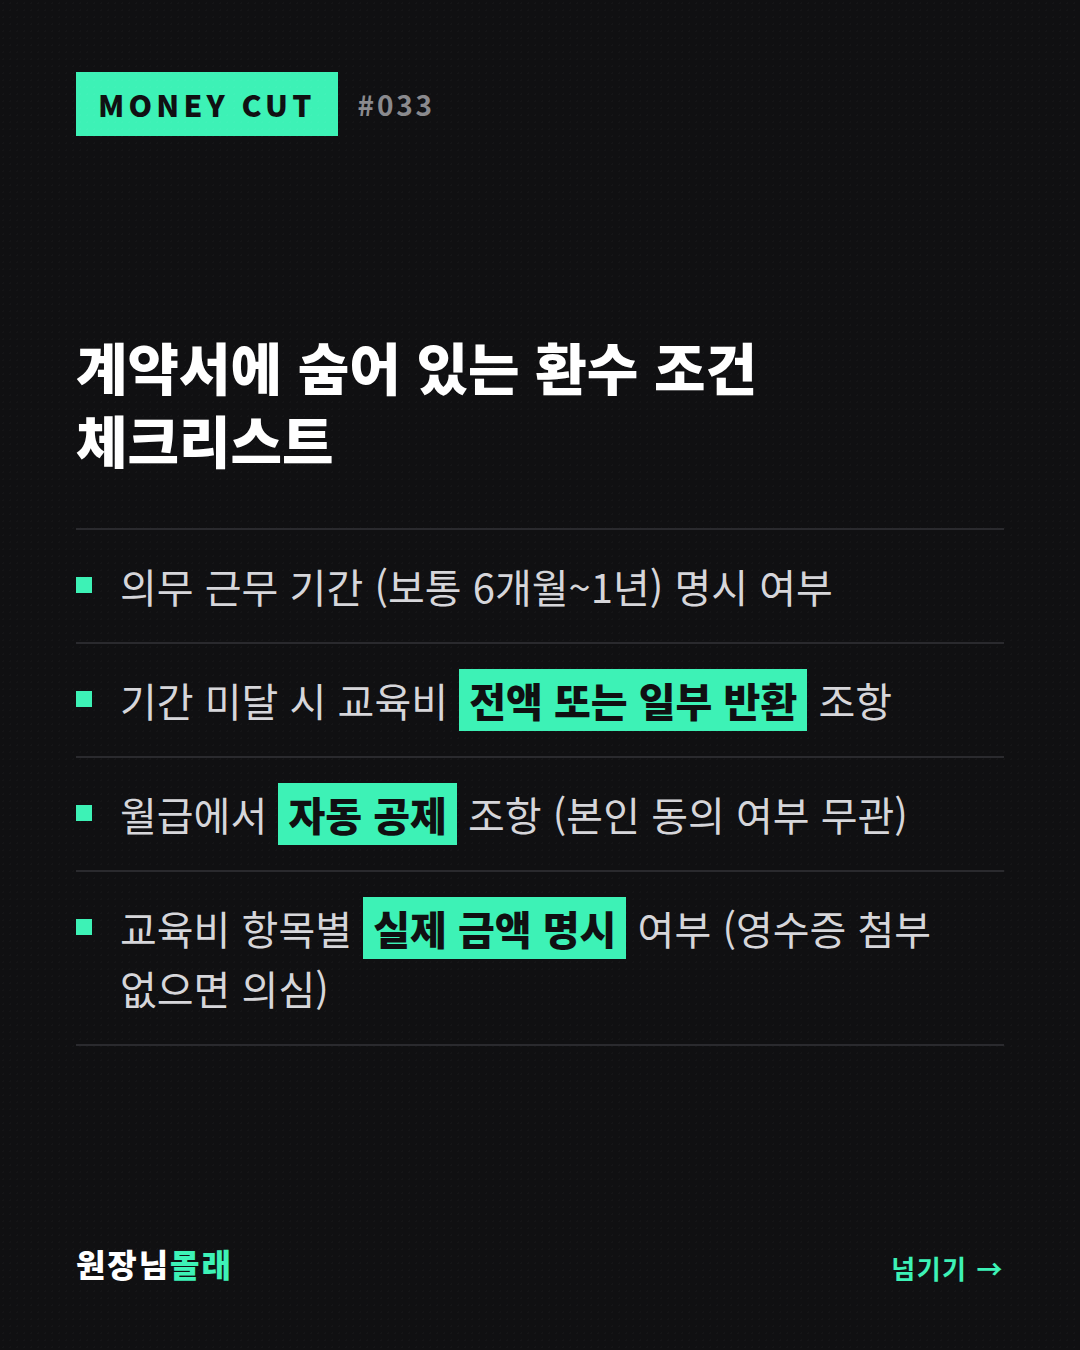 MONEY CUT #033
계약서에 숨어 있는 환수 조건
체크리스트
의무 근무 기간 (보통 6개월~1년) 명시 여부
기간 미달 시 교육비 전액 또는 일부 반환 조항
월급에서 자동 공제 조항 (본인 동의 여부 무관)
교육비 항목별 실제 금액 명시 여부 (영수증 첨부
없으면 의심)
원장님몰래
넘기기 →